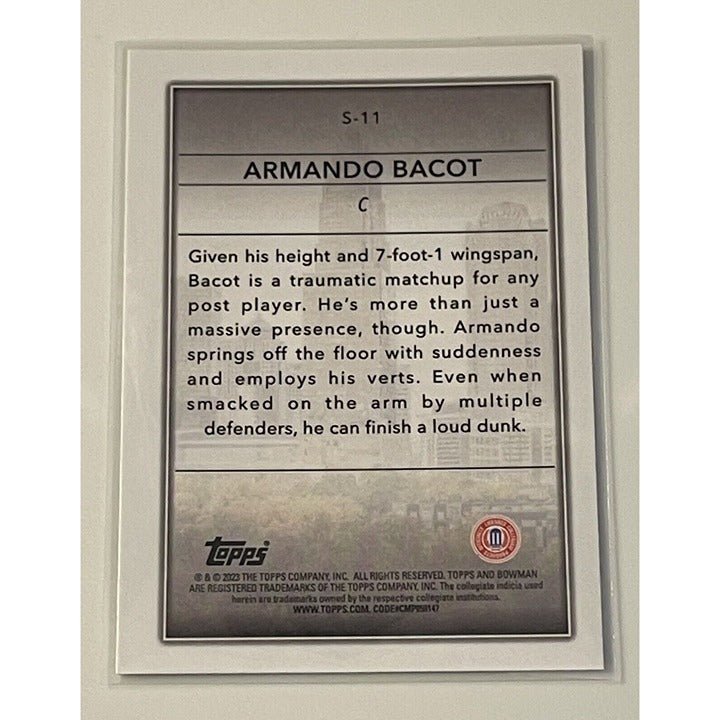 S-11
ARMANDO BACOT
C
Given his height and 7-foot-1 wingspan,
Bacot is a traumatic matchup for any
post player. He's more than just a
massive presence, though. Armando
springs off the floor with suddenness
and employs his verts. Even when
smacked on the arm by multiple
defenders, he can finish a loud dunk.
TOPPS
® & © 2023 THE TOPPS COMPANY, INC. ALL RIGHTS RESERVED. TOPPS AND BOWMAN
ARE REGISTERED TRADEMARKS OF THE TOPPS COMPANY, INC. The collegiate indicia used
herein are trademarks owned by the respective collegiate institutions.
WWW.TOPPS.COM. CODE#CMP058147